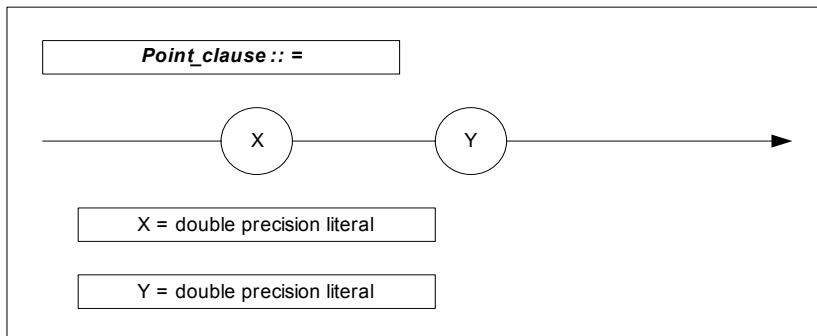 Point_clause :: =
X
Y
X = double precision literal
Y = double precision literal